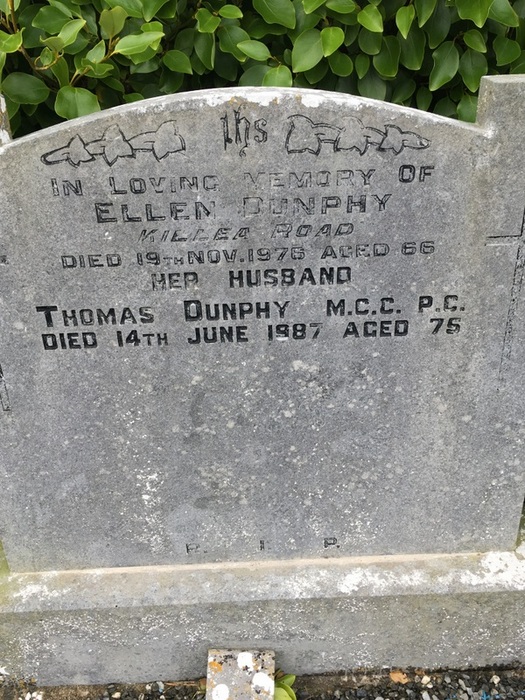 ihs
IN LOVING MEMORY OF
ELLEN DUNPHY
KILLEA ROAD
DIED 19TH NOV. 1976 AGED 66
HER HUSBAND
THOMAS DUNPHY M.C.C. P.C.
DIED 14TH JUNE 1987 AGED 75
R. I. P.